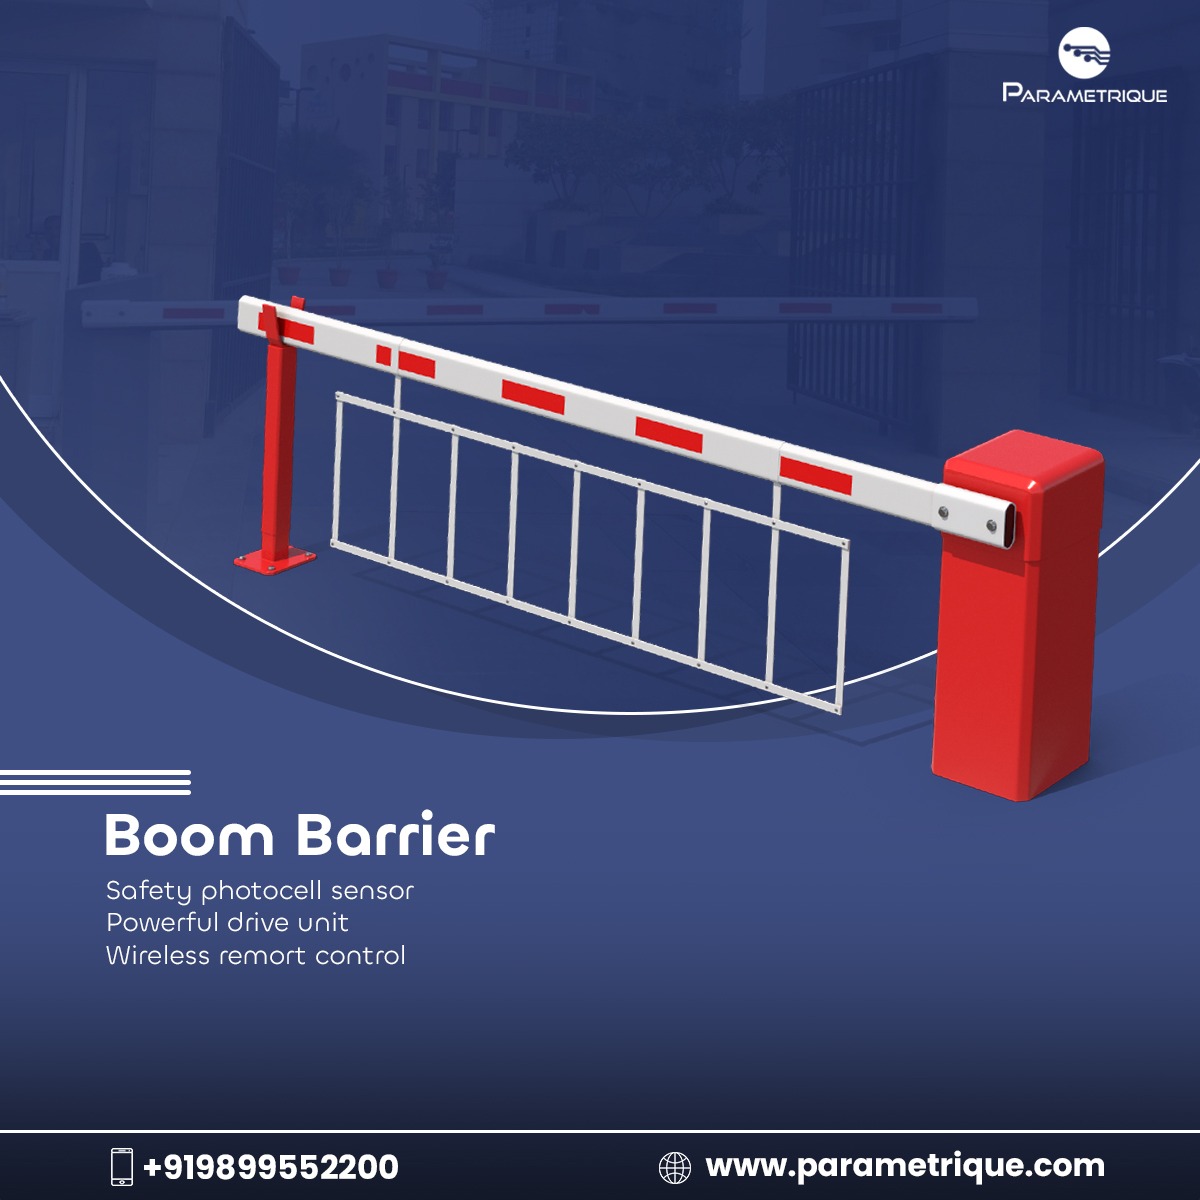 PARAMETRIQUE
Boom Barrier
Safety photocell sensor
Powerful drive unit
Wireless remort control
+919899552200
www.parametrique.com